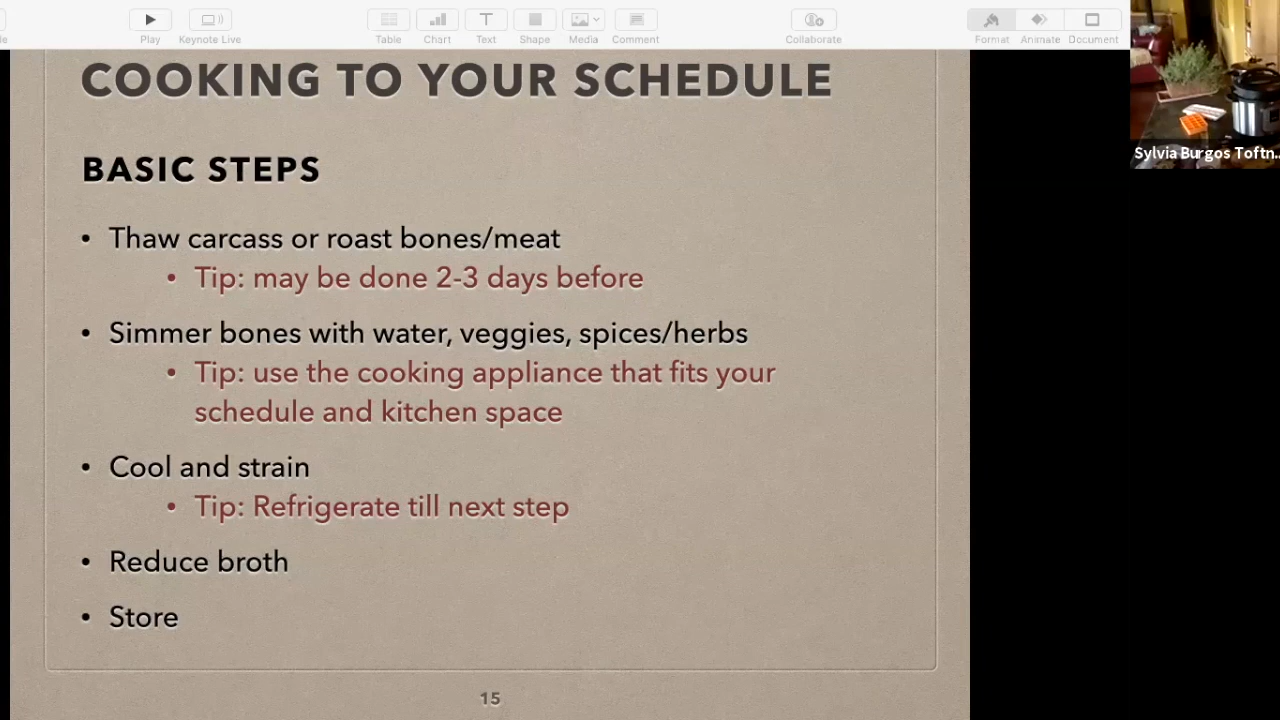 Play
Keynote Live
Table
Chart
Text
Shape
Media
Comment
Collaborate
Format
Animate
Document
Sylvia Burgos Toftn...
COOKING TO YOUR SCHEDULE
BASIC STEPS
• Thaw carcass or roast bones/meat
• Tip: may be done 2-3 days before
• Simmer bones with water, veggies, spices/herbs
• Tip: use the cooking appliance that fits your
schedule and kitchen space
• Cool and strain
• Tip: Refrigerate till next step
• Reduce broth
• Store
15